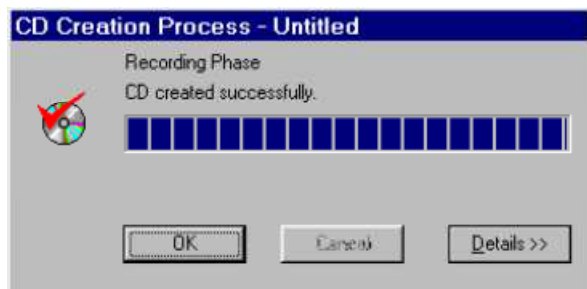 CD Creation Process - Untitled
Recording Phase
CD created successfully.
OK
Cancel
Details >>